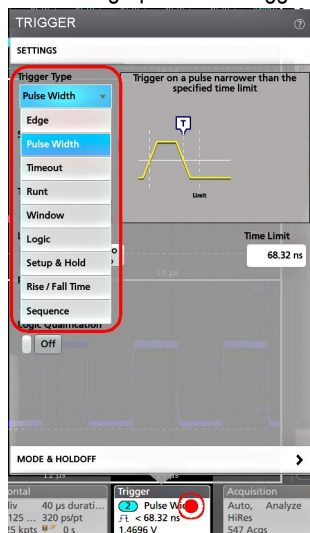 TRIGGER
SETTINGS
Trigger Type
Pulse Width
Edge
Pulse Width
Timeout
Runt
Window
Logic
Setup & Hold
Rise / Fall Time
Sequence
Trigger on a pulse narrower than the
specified time limit
T
Limit
Time Limit
68.32 ns
Logic Qualification
Off
MODE & HOLDOFF
Trigger
2 Pulse Wid
< 68.32 ns
1.4696 V
40 µs durati...
320 ps/pt
0 s
Acquisition
Auto, Analyze
HiRes
547 Acqs